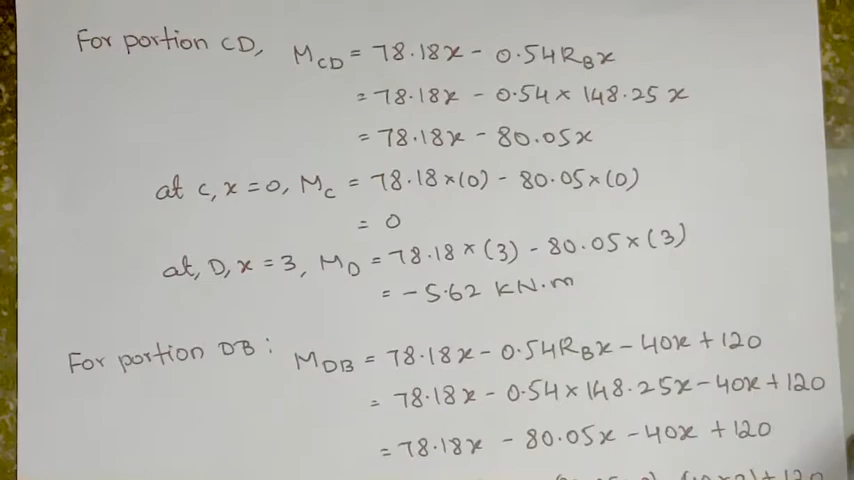 For portion CD, M_CD = 78.18x - 0.54R_Bx
= 78.18x - 0.54 × 148.25 x
= 78.18x - 80.05x
at c, x = 0, M_c = 78.18×(0) - 80.05×(0)
= 0
at, D, x = 3, M_D = 78.18 × (3) - 80.05×(3)
= -5.62 KN.m
For portion DB : M_DB = 78.18x - 0.54R_Bx - 40x + 120
= 78.18x - 0.54 × 148.25x - 40x + 120
= 78.18x - 80.05x - 40x + 120